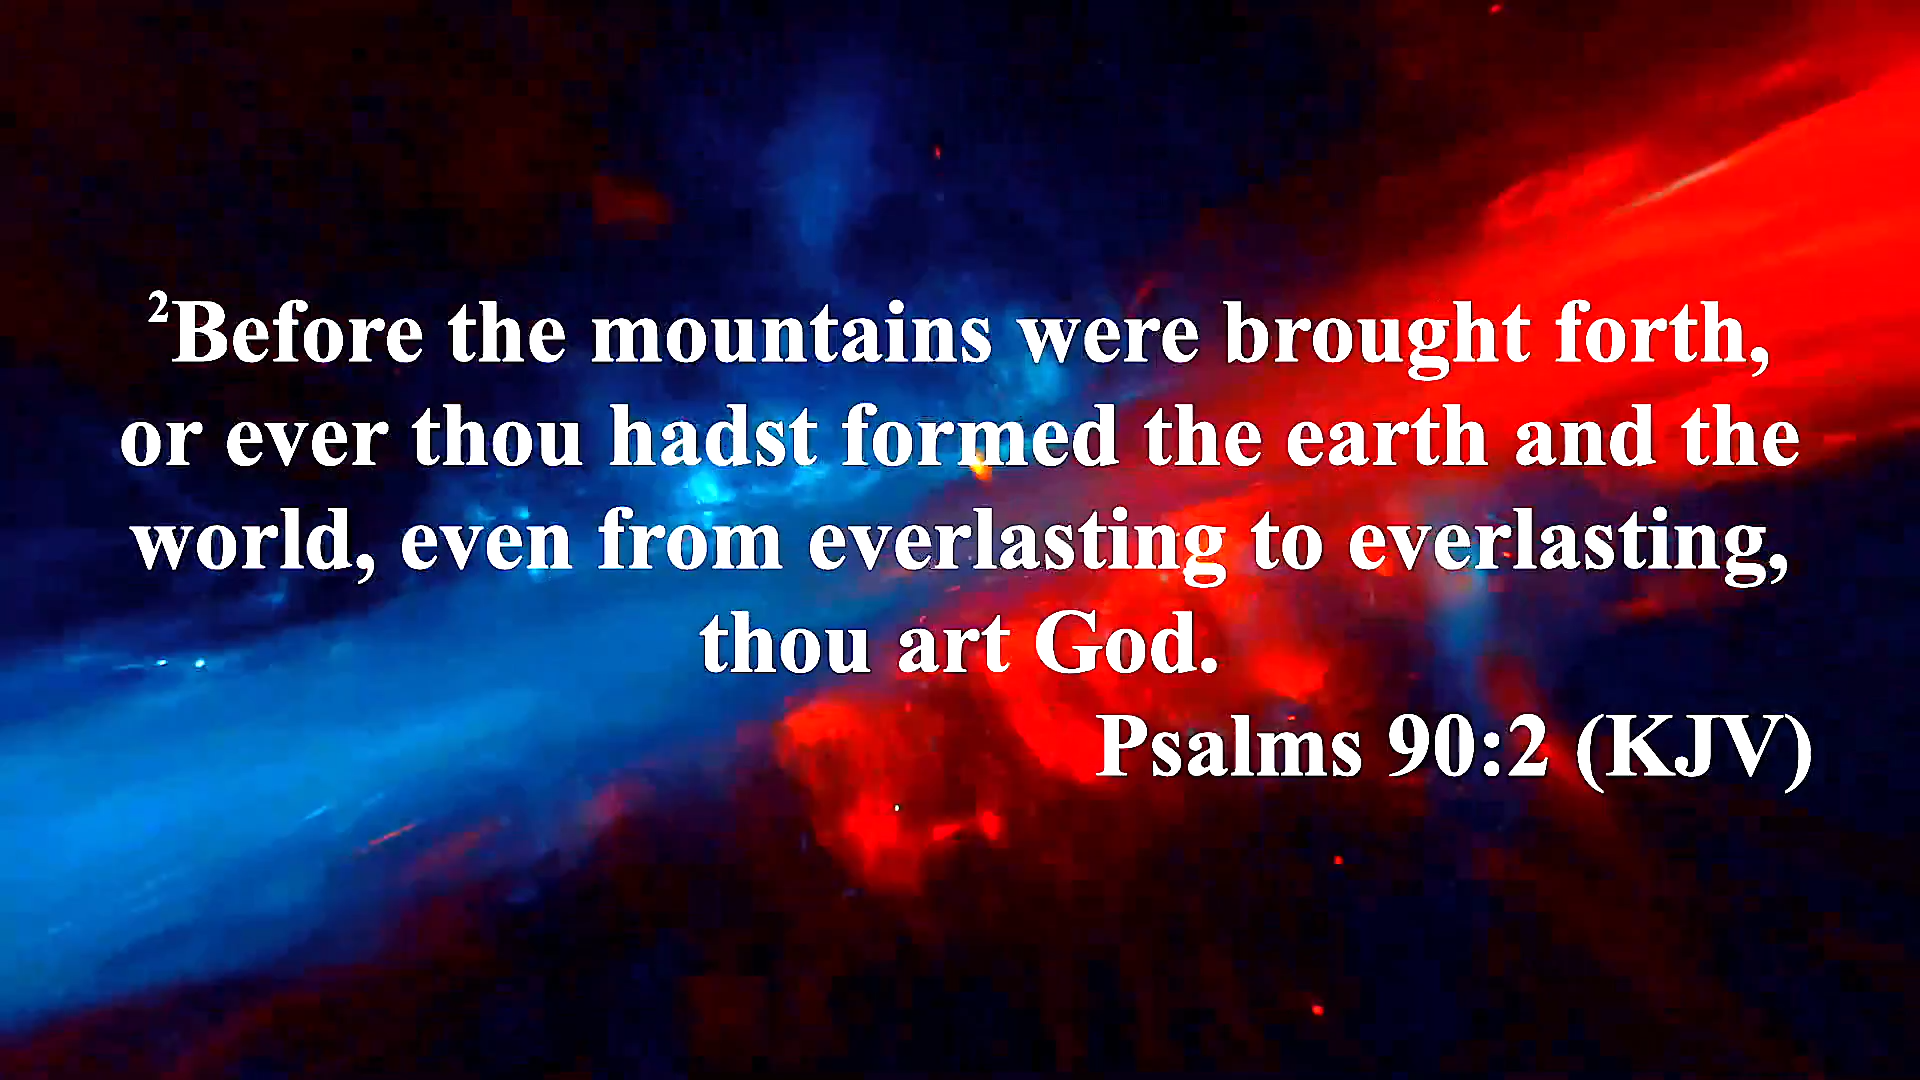 ²Before the mountains were brought forth,
or ever thou hadst formed the earth and the
world, even from everlasting to everlasting,
thou art God.
Psalms 90:2 (KJV)